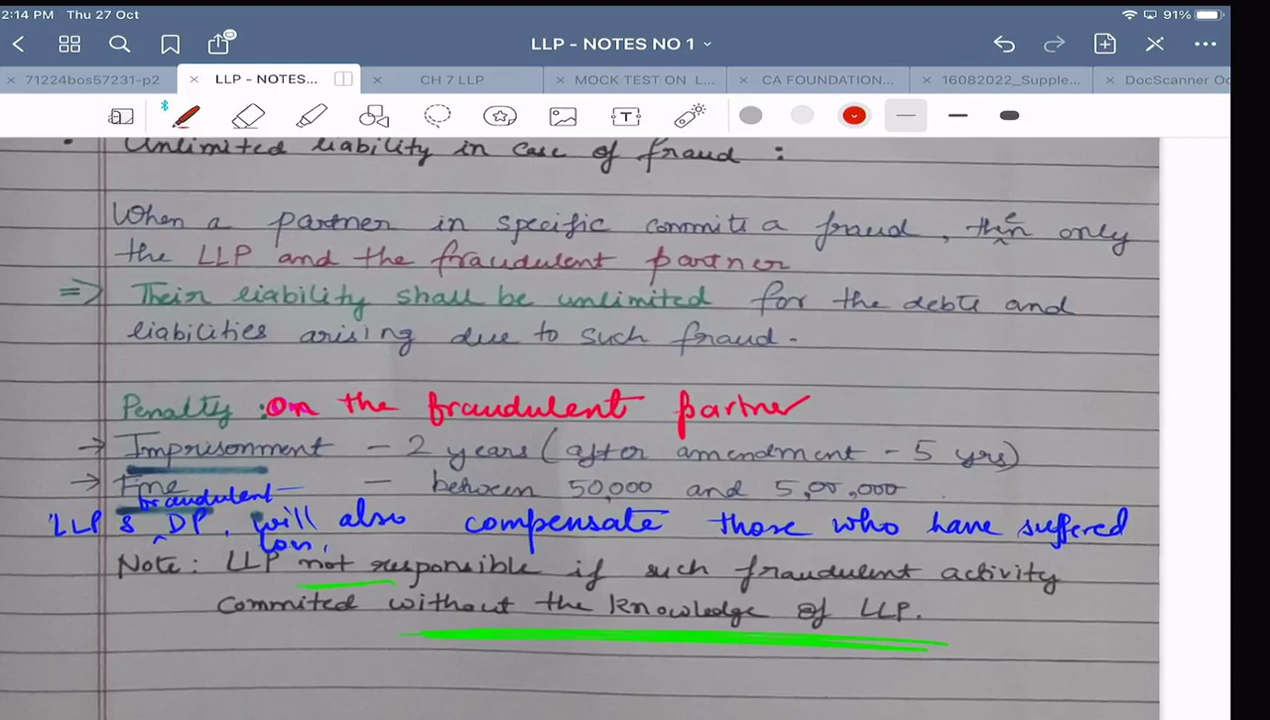 2:14 PM Thu 27 Oct
91%
LLP - NOTES NO 1
71224bos57231-p2
LLP - NOTES...
CH 7 LLP
MOCK TEST ON L...
CA FOUNDATION...
16082022_Supple...
DocScanner Oc
Unlimited liability in case of fraud :
When a partner in specific commits a fraud, then only
the LLP and the fraudulent partner
=> Their liability shall be unlimited for the debts and
liabilities arising due to such fraud.
Penalty : On the fraudulent partner
→ Imprisonment - 2 years (after amendment - 5 yrs)
→ Fine - between 50,000 and 5,00,000
fraudulent
LLP & DP, will also compensate those who have suffered
loss.
Note: LLP not responsible if such fraudulent activity
commited without the knowledge of LLP.